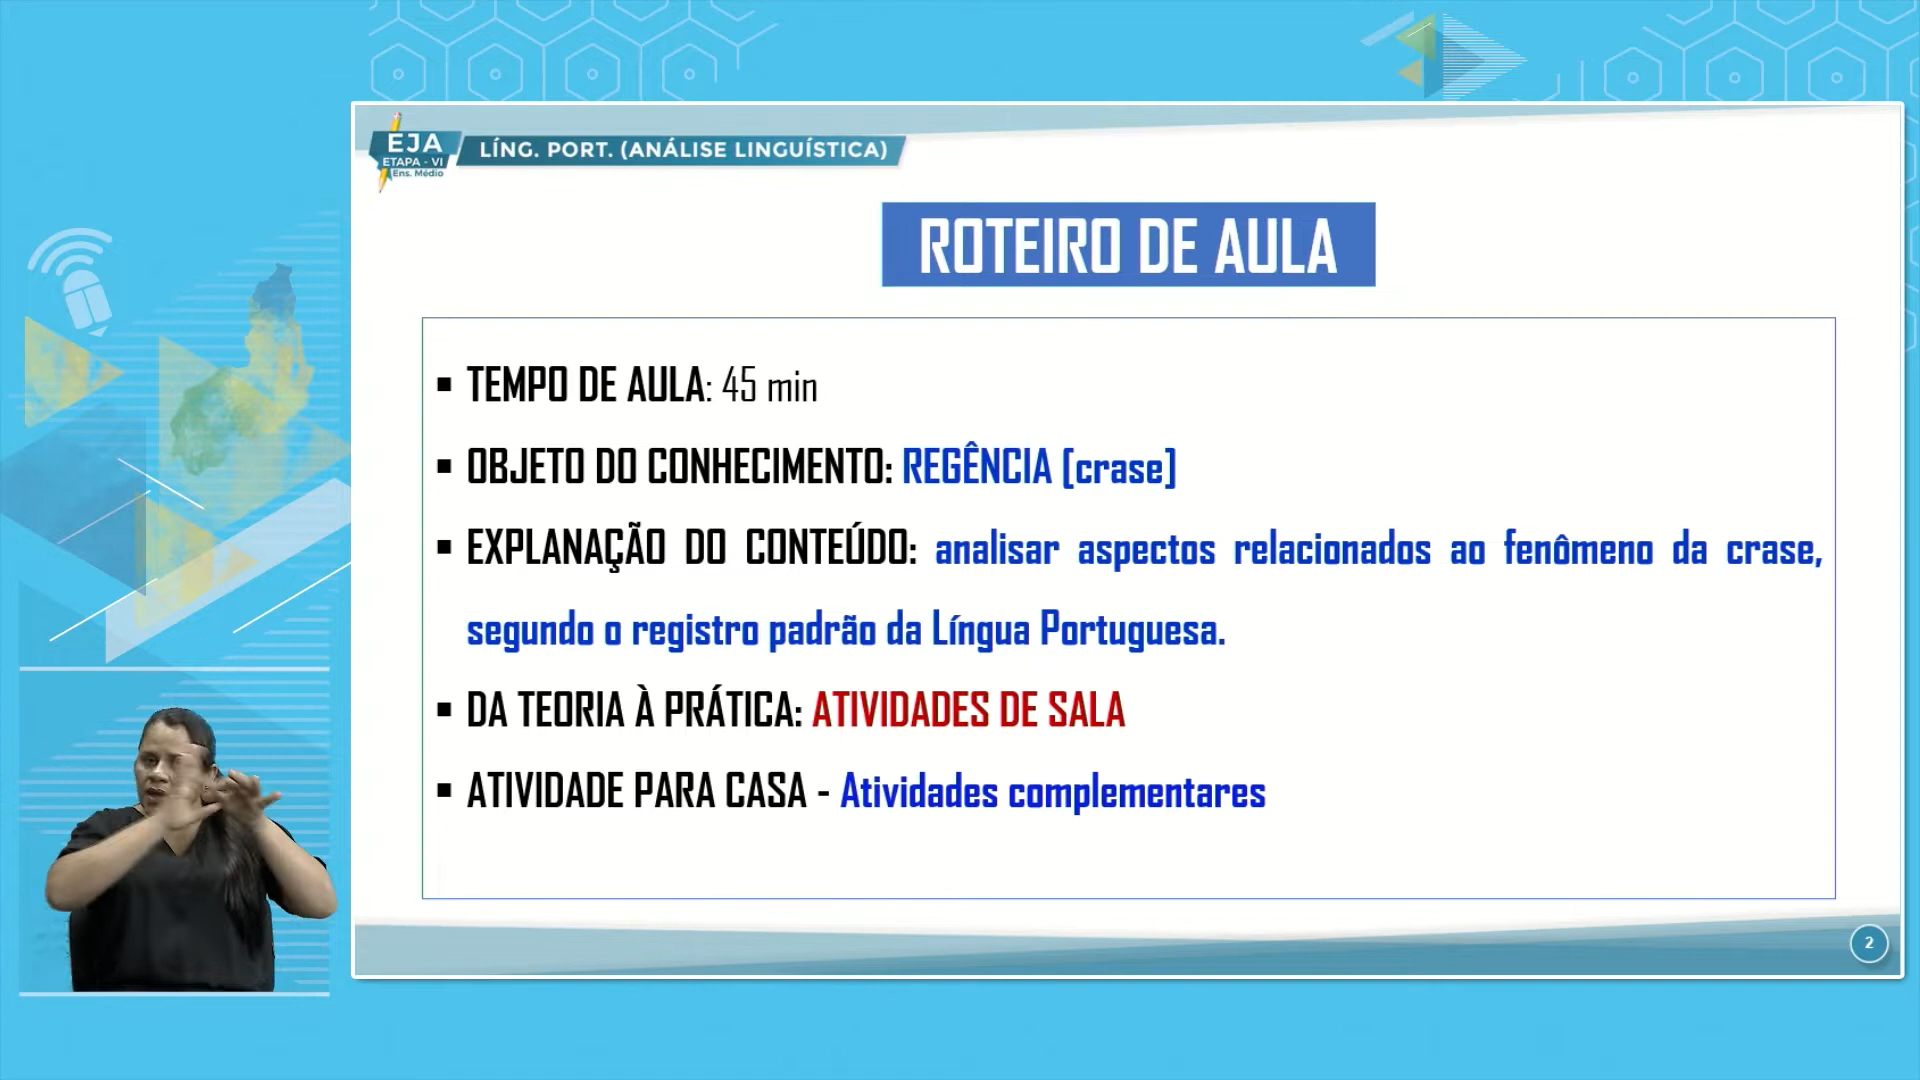 EJA
ETAPA - VI
Ens. Médio
LÍNG. PORT. (ANÁLISE LINGUÍSTICA)
ROTEIRO DE AULA
▪ TEMPO DE AULA: 45 min
▪ OBJETO DO CONHECIMENTO: REGÊNCIA [crase]
▪ EXPLANAÇÃO DO CONTEÚDO: analisar aspectos relacionados ao fenômeno da crase,
segundo o registro padrão da Língua Portuguesa.
▪ DA TEORIA À PRÁTICA: ATIVIDADES DE SALA
▪ ATIVIDADE PARA CASA - Atividades complementares
2